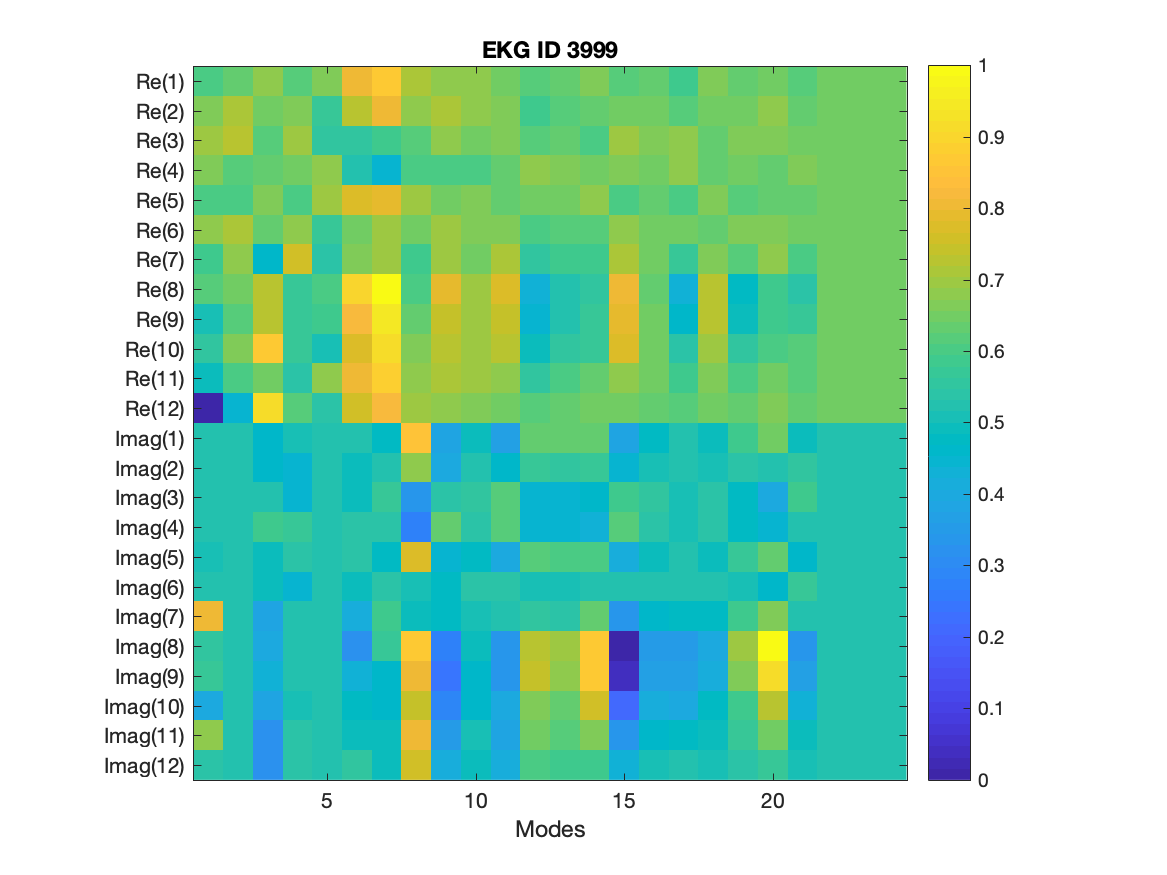 EKG ID 3999
Re(1)
Re(2)
Re(3)
Re(4)
Re(5)
Re(6)
Re(7)
Re(8)
Re(9)
Re(10)
Re(11)
Re(12)
Imag(1)
Imag(2)
Imag(3)
Imag(4)
Imag(5)
Imag(6)
Imag(7)
Imag(8)
Imag(9)
Imag(10)
Imag(11)
Imag(12)
5 10 15 20
Modes
1
0.9
0.8
0.7
0.6
0.5
0.4
0.3
0.2
0.1
0